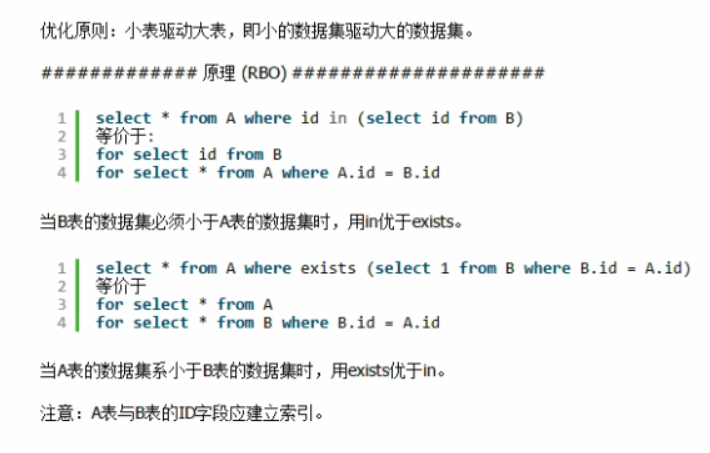 优化原则：小表驱动大表，即小的数据集驱动大的数据集。
############# 原理 (RBO) #####################
1 select * from A where id in (select id from B)
2 等价于:
3 for select id from B
4 for select * from A where A.id = B.id
当B表的数据集必须小于A表的数据集时，用in优于exists。
1 select * from A where exists (select 1 from B where B.id = A.id)
2 等价于
3 for select * from A
4 for select * from B where B.id = A.id
当A表的数据集系小于B表的数据集时，用exists优于in。
注意：A表与B表的ID字段应建立索引。